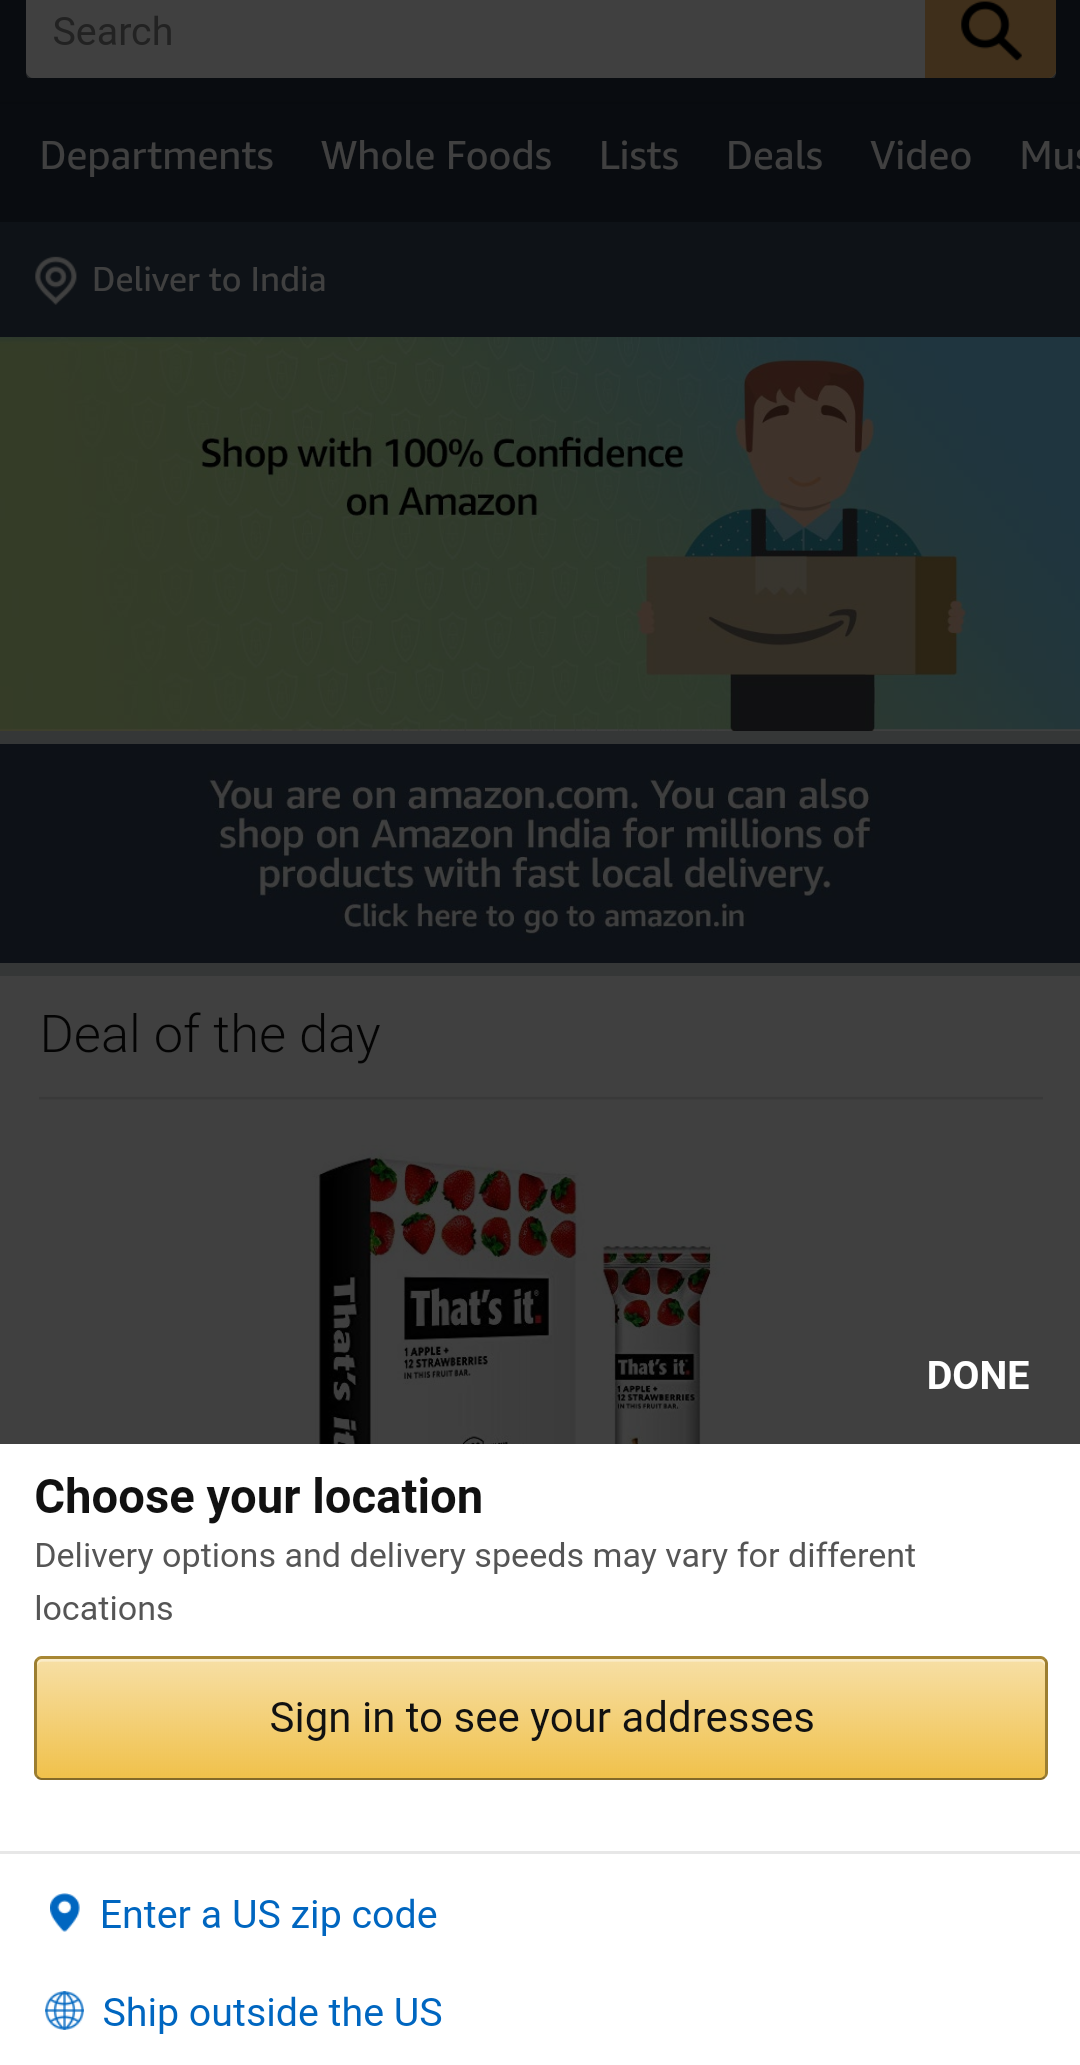 Search
Departments Whole Foods Lists Deals Video Mus
Deliver to India
Shop with 100% Confidence
on Amazon
You are on amazon.com. You can also
shop on Amazon India for millions of
products with fast local delivery.
Click here to go to amazon.in
Deal of the day
That's it.
That's it.
1 APPLE +
12 STRAWBERRIES
IN THIS FRUIT BAR.
That's it.
1 APPLE +
12 STRAWBERRIES
IN THIS FRUIT BAR.
DONE
Choose your location
Delivery options and delivery speeds may vary for different
locations
Sign in to see your addresses
Enter a US zip code
Ship outside the US